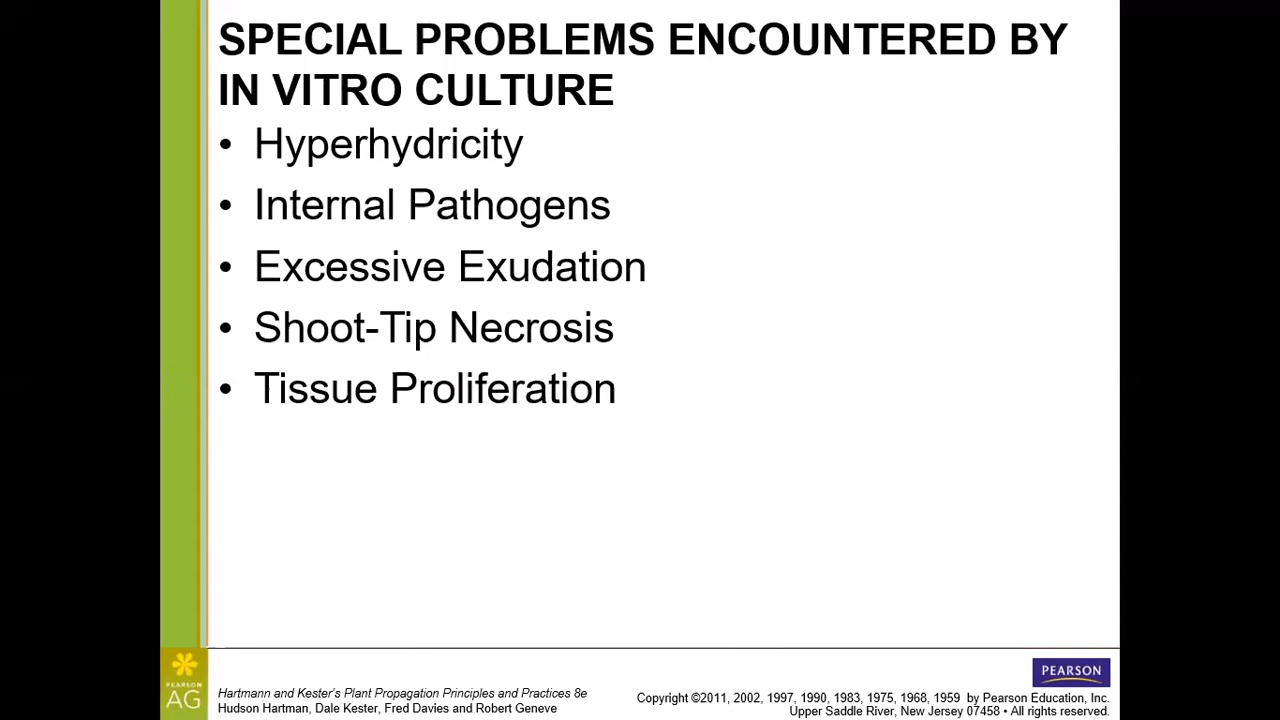 SPECIAL PROBLEMS ENCOUNTERED BY
IN VITRO CULTURE
• Hyperhydricity
• Internal Pathogens
• Excessive Exudation
• Shoot-Tip Necrosis
• Tissue Proliferation
PEARSON
AG
Hartmann and Kester's Plant Propagation Principles and Practices 8e
Hudson Hartman, Dale Kester, Fred Davies and Robert Geneve
PEARSON
Copyright ©2011, 2002, 1997, 1990, 1983, 1975, 1968, 1959 by Pearson Education, Inc.
Upper Saddle River, New Jersey 07458 • All rights reserved.